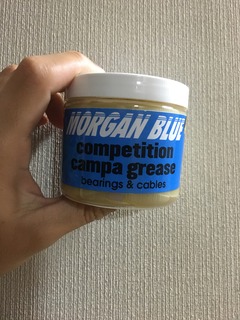 MORGAN BLUE
competition
campa grease
bearings & cables